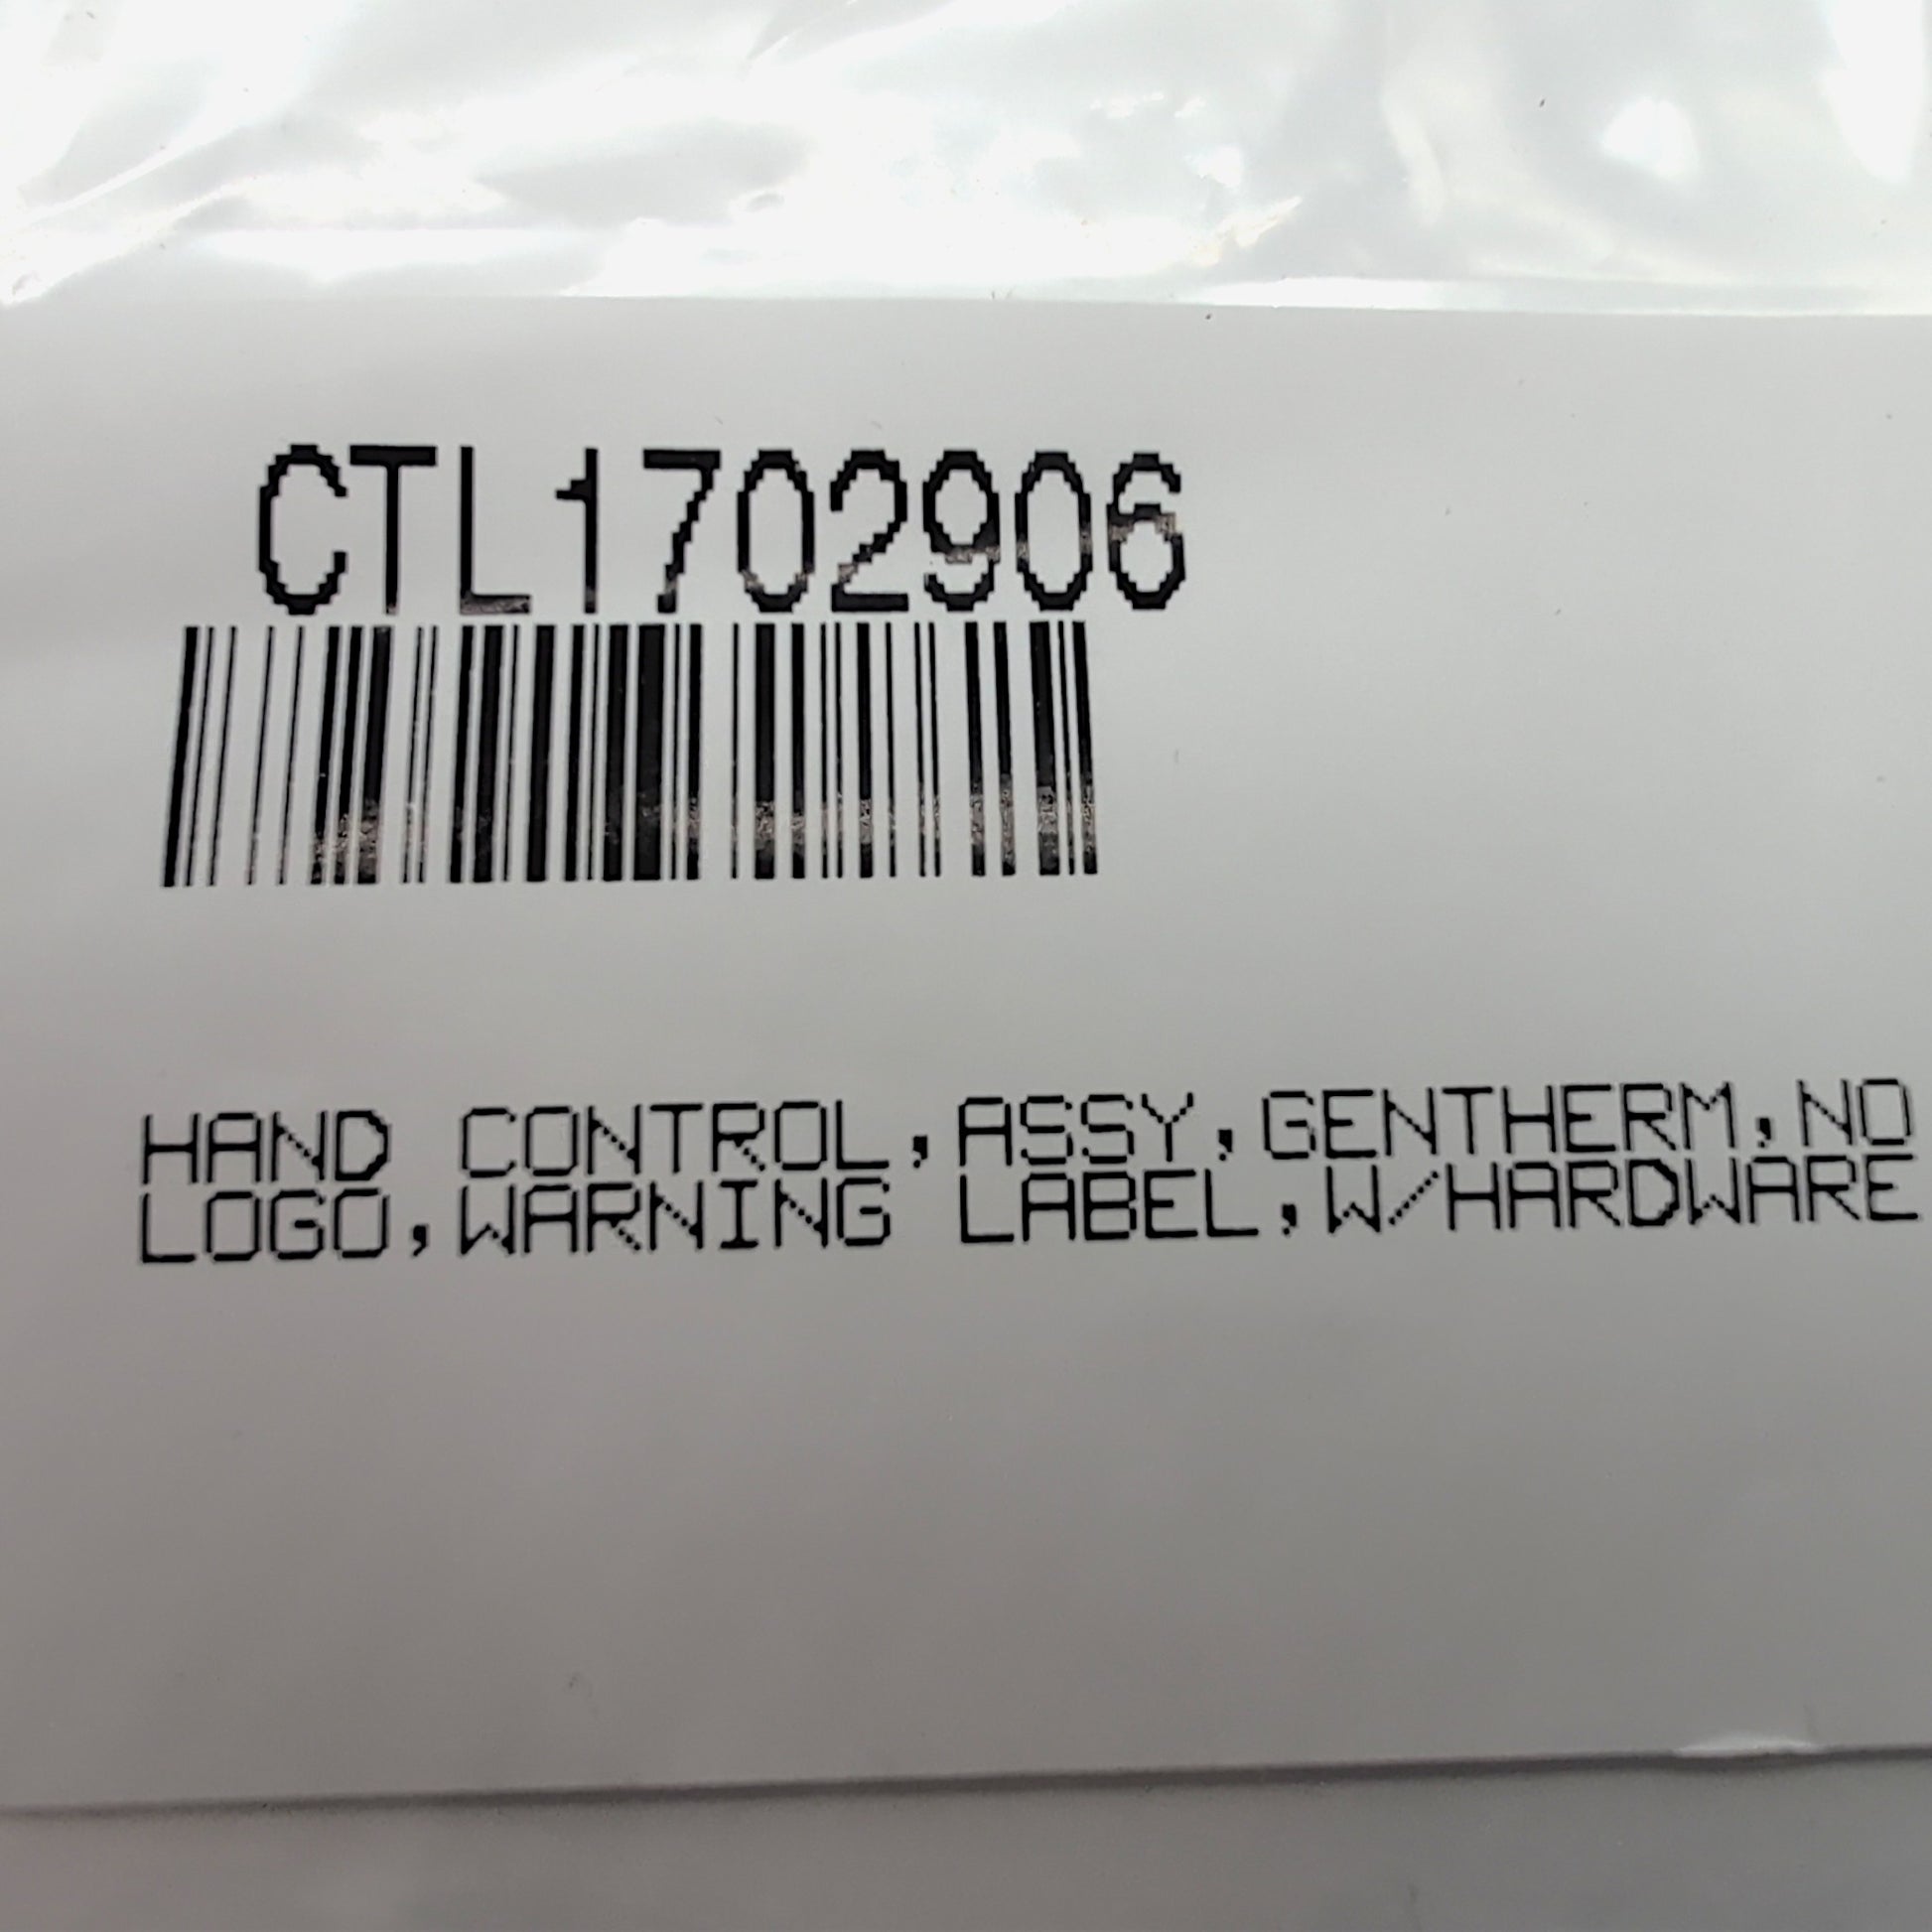 CTL1702906
HAND CONTROL,ASSY,GENTHERM,NO
LOGO,WARNING LABEL,W/HARDWARE